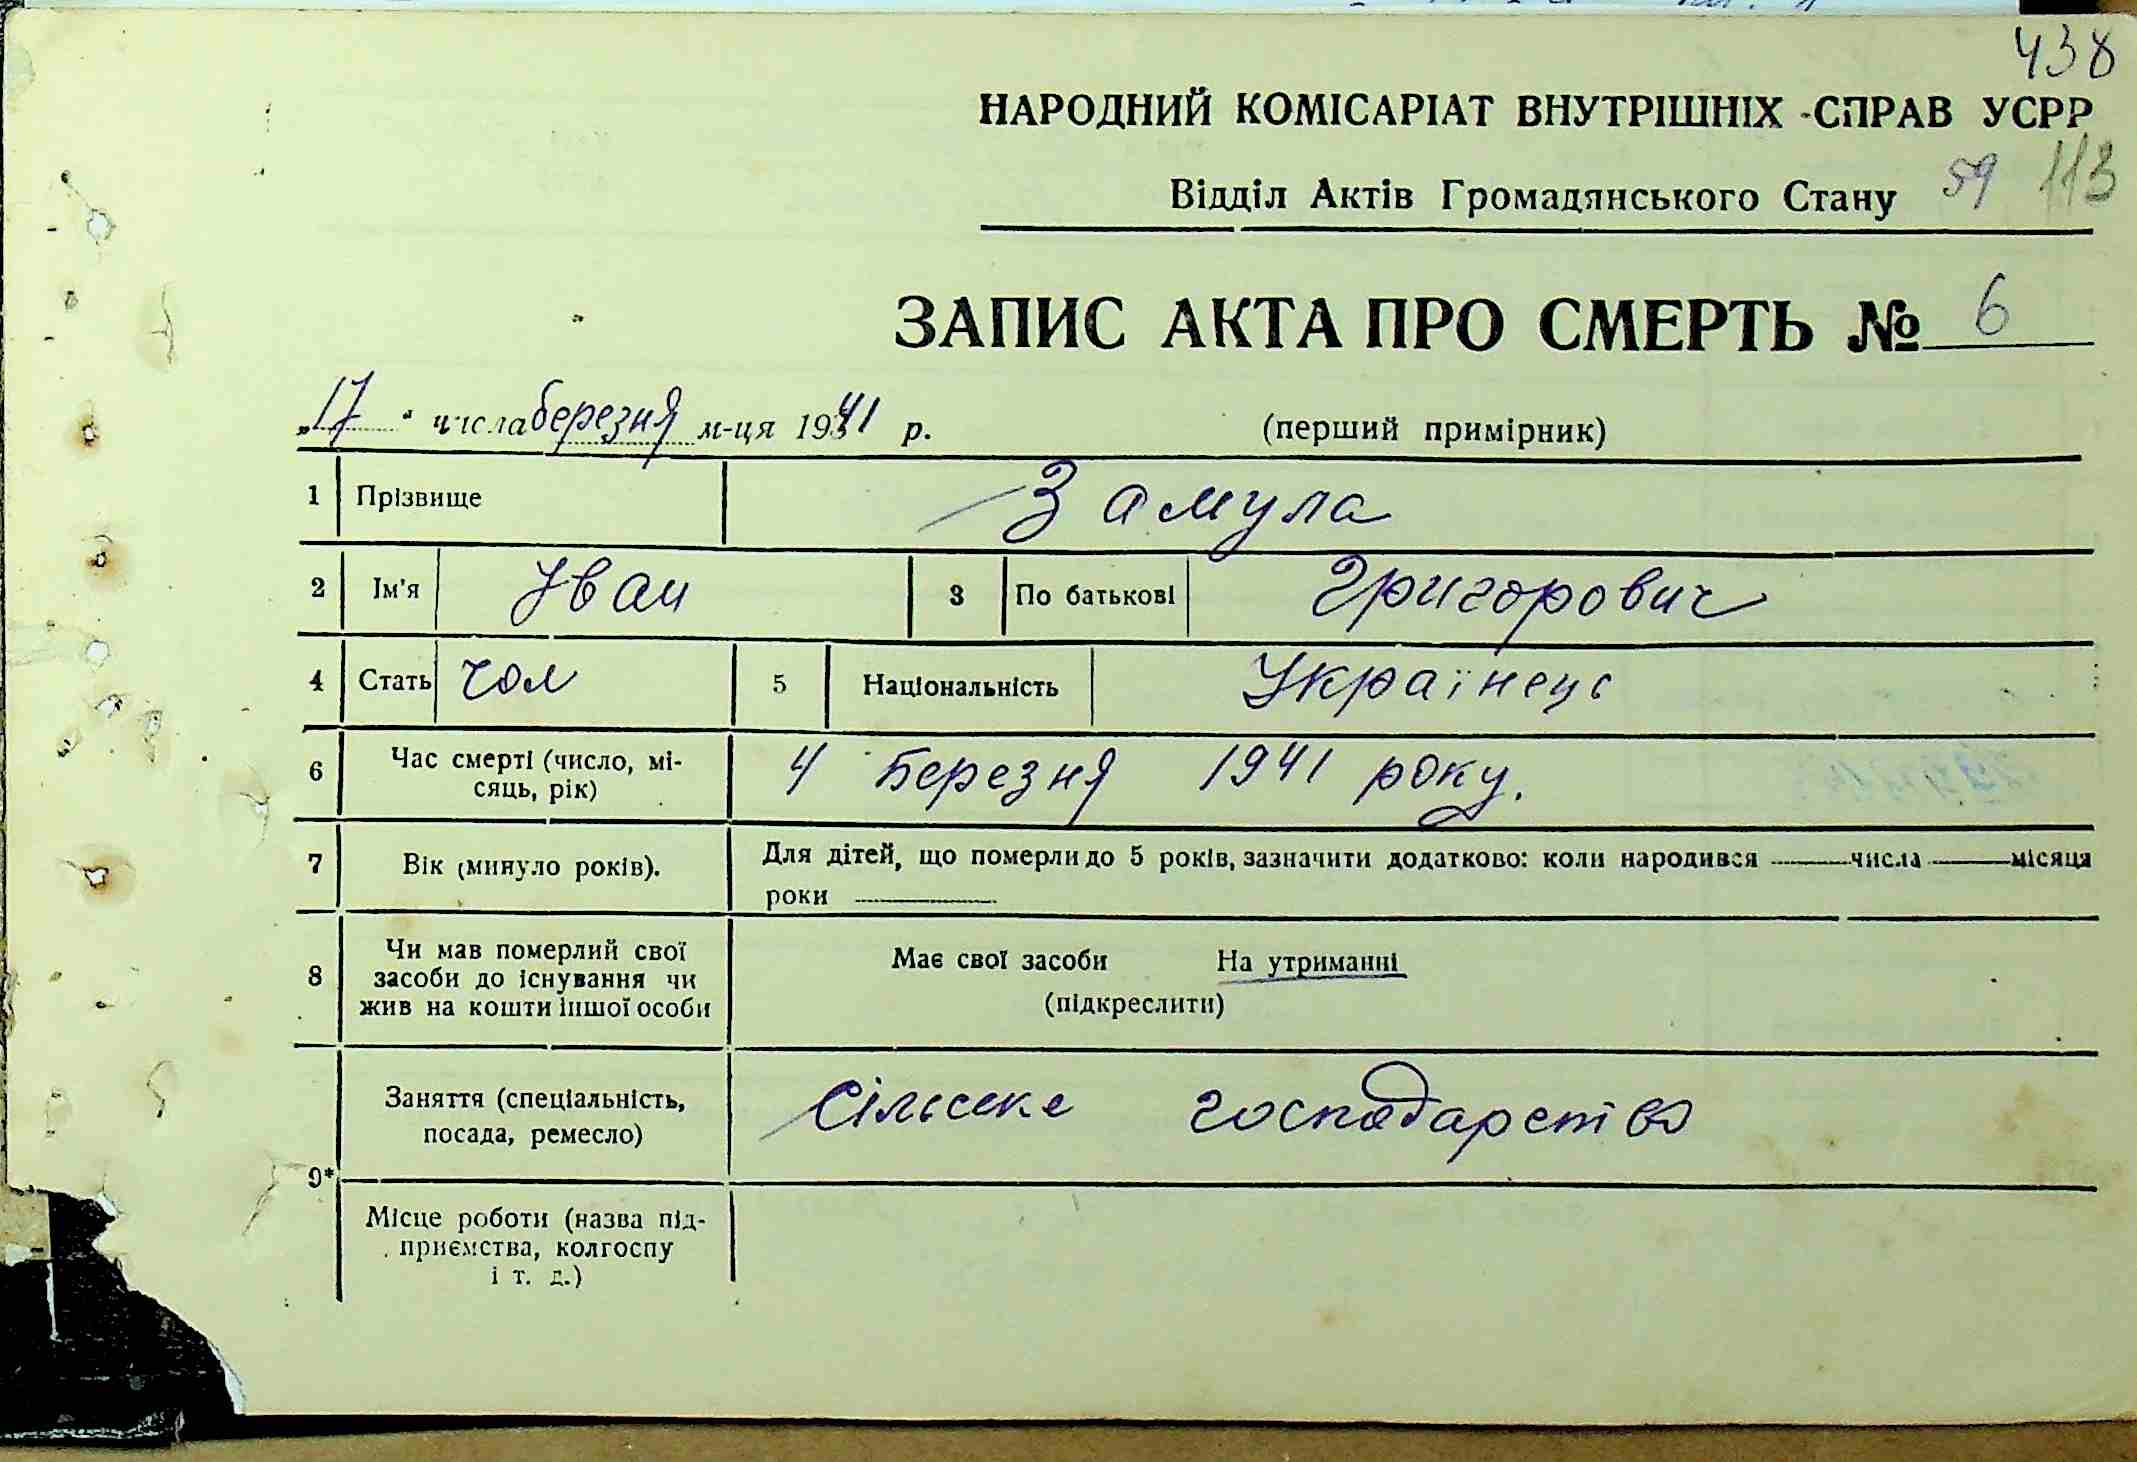 438
НАРОДНИЙ КОМІСАРІАТ ВНУТРІШНІХ СПРАВ УСРР
Відділ Актів Громадянського Стану 59 113
ЗАПИС АКТА ПРО СМЕРТЬ № 6
„17“ числа березня м-ця 1941 р. (перший примірник)
1 Прізвище Замула
2 Ім'я Іван 3 По батькові Григорович
4 Стать чол 5 Національність Українець
6 Час смерті (число, мі-
сяць, рік) 4 березня 1941 року.
7 Вік (минуло років). Для дітей, що померли до 5 років, зазначити додатково: коли народився ——числа ——місяця
роки ——
8 Чи мав померлий свої
засоби до існування чи
жив на кошти іншої особи Має свої засоби На утриманні
(підкреслити)
9* Заняття (спеціальність,
посада, ремесло) Сільське господарство
Місце роботи (назва під-
приємства, колгоспу
і т. д.)